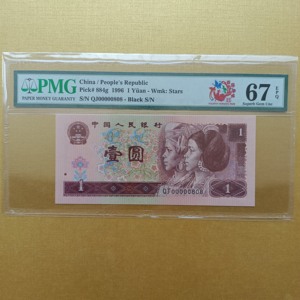 PMG
PAPER MONEY GUARANTY
China / People's Republic
Pick# 884g 1996 1 Yüan - Wmk: Stars
S/N QJ00000808 - Black S/N
67 EPQ
Superb Gem Unc
中国人民银行
1
壹圆
1
1
QJ00000808